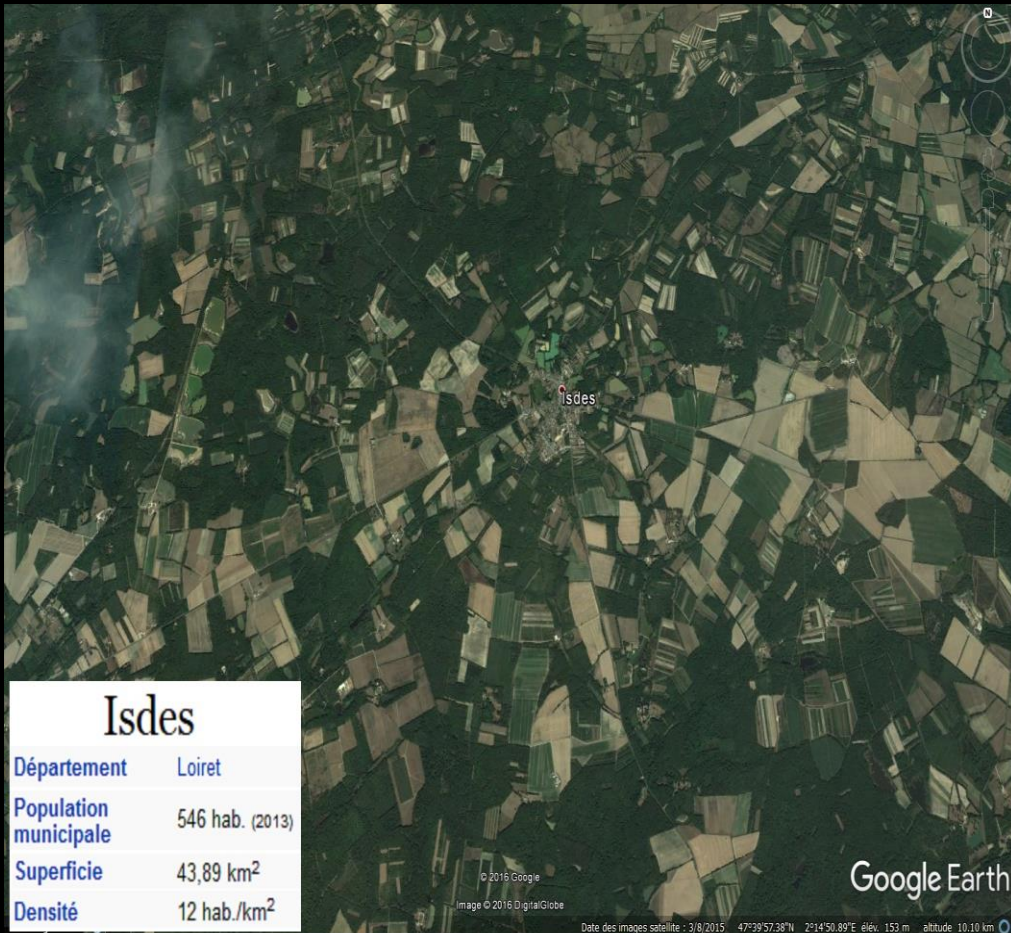 N
Isdes
Isdes
Département Loiret
Population municipale 546 hab. (2013)
Superficie 43,89 km²
Densité 12 hab./km²
© 2016 Google
Image © 2016 DigitalGlobe
Google Earth
Date des images satellite : 3/8/2015 47°39'57.38"N 2°14'50.89"E élév. 153 m altitude 10.10 km